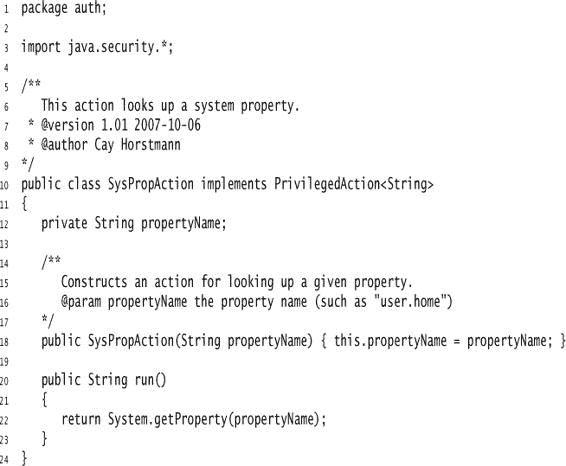 1 package auth;
2
3 import java.security.*;
4
5 /**
6    This action looks up a system property.
7  * @version 1.01 2007-10-06
8  * @author Cay Horstmann
9 */
10 public class SysPropAction implements PrivilegedAction<String>
11 {
12    private String propertyName;
13
14    /**
15       Constructs an action for looking up a given property.
16       @param propertyName the property name (such as "user.home")
17    */
18    public SysPropAction(String propertyName) { this.propertyName = propertyName; }
19
20    public String run()
21    {
22       return System.getProperty(propertyName);
23    }
24 }